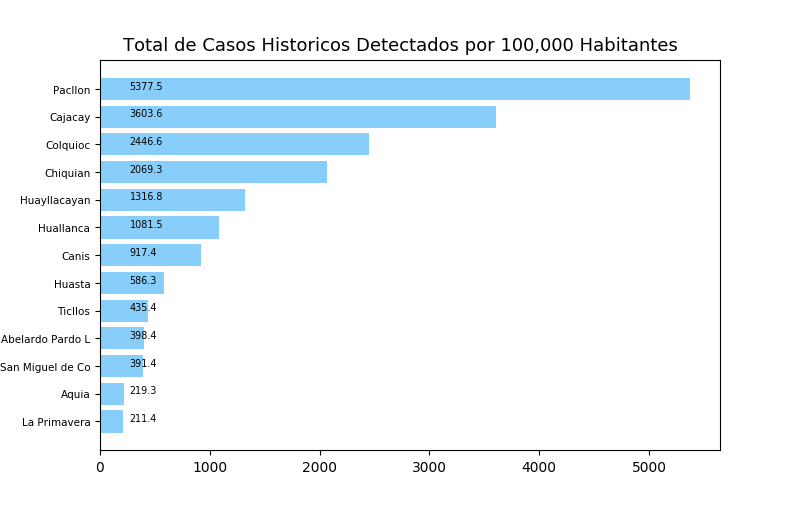 Total de Casos Historicos Detectados por 100,000 Habitantes
Pacllon 5377.5
Cajacay 3603.6
Colquioc 2446.6
Chiquian 2069.3
Huayllacayan 1316.8
Huallanca 1081.5
Canis 917.4
Huasta 586.3
Ticllos 435.4
Abelardo Pardo L 398.4
San Miguel de Co 391.4
Aquia 219.3
La Primavera 211.4
0 1000 2000 3000 4000 5000